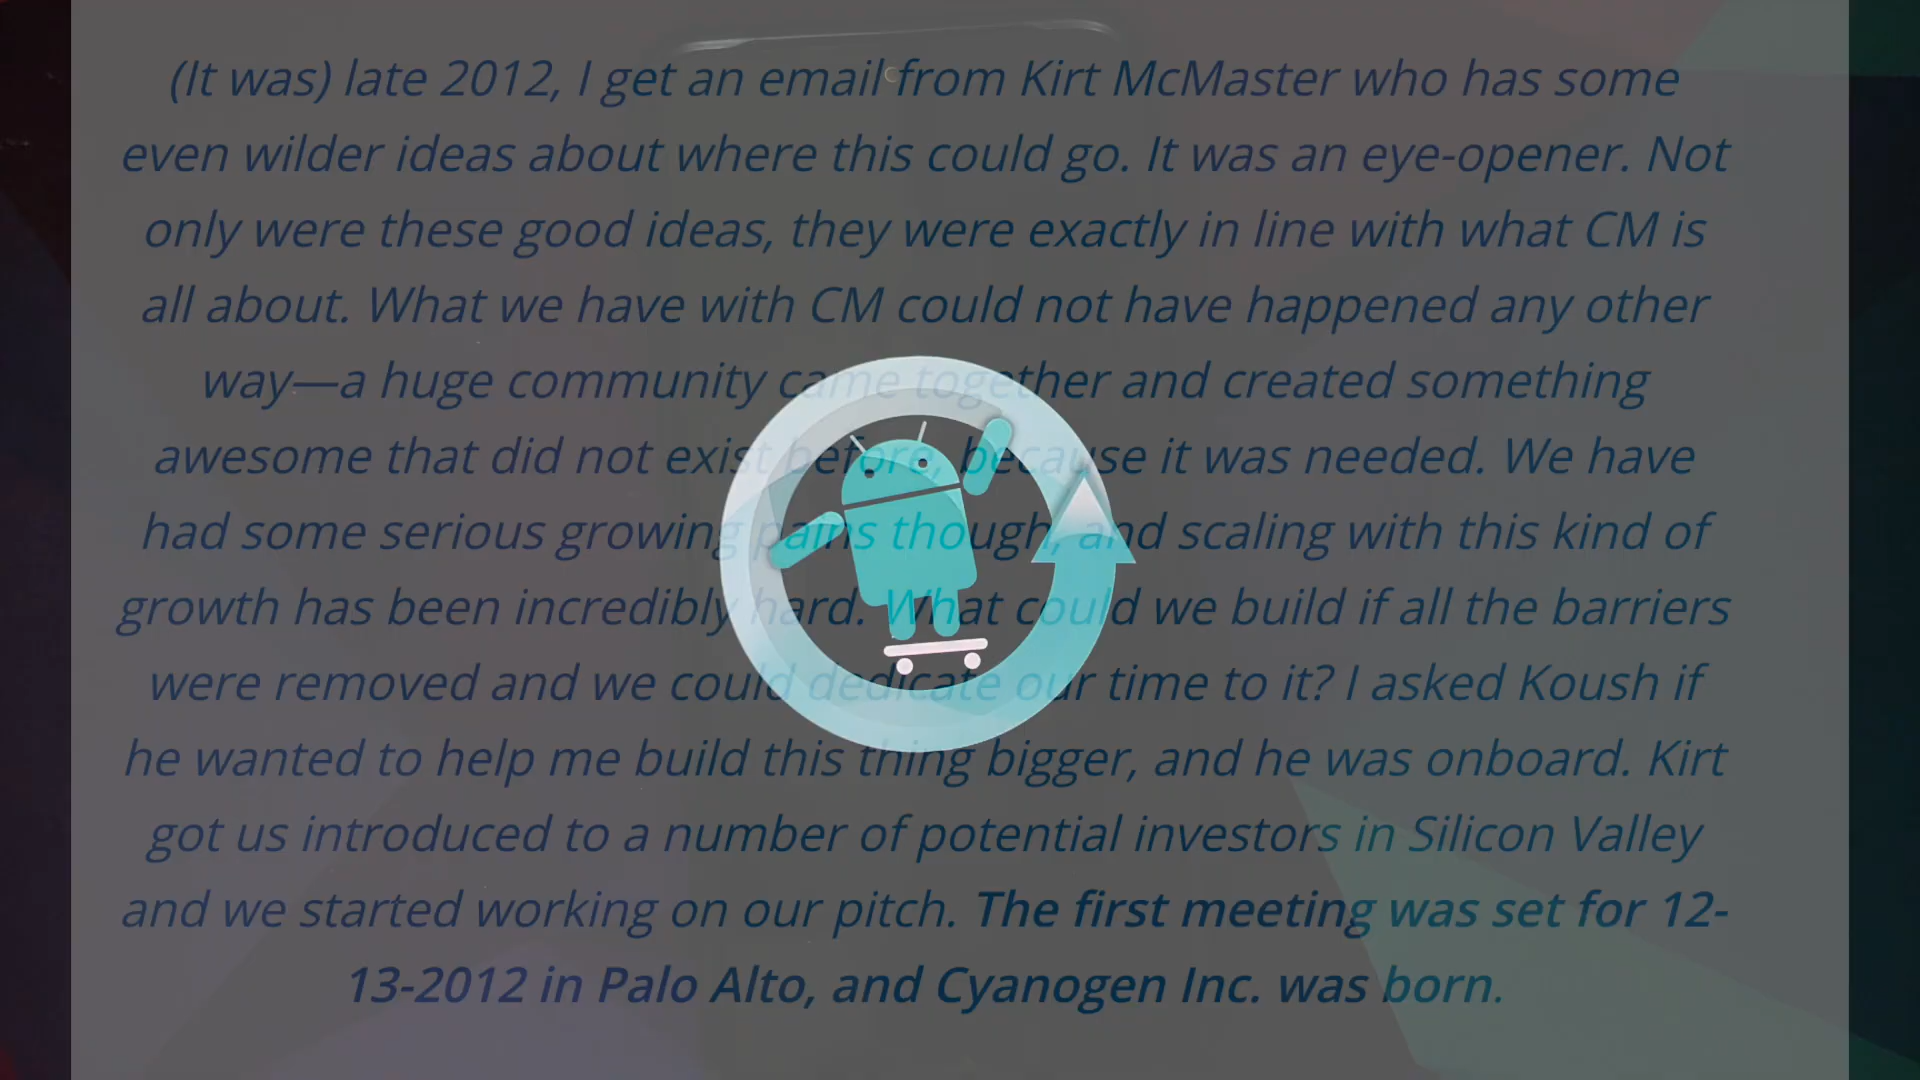 (It was) late 2012, I get an email from Kirt McMaster who has some
even wilder ideas about where this could go. It was an eye-opener. Not
only were these good ideas, they were exactly in line with what CM is
all about. What we have with CM could not have happened any other
way—a huge community came together and created something
awesome that did not exist before, because it was needed. We have
had some serious growing pains though, and scaling with this kind of
growth has been incredibly hard. What could we build if all the barriers
were removed and we could dedicate our time to it? I asked Koush if
he wanted to help me build this thing bigger, and he was onboard. Kirt
got us introduced to a number of potential investors in Silicon Valley
and we started working on our pitch. The first meeting was set for 12-
13-2012 in Palo Alto, and Cyanogen Inc. was born.